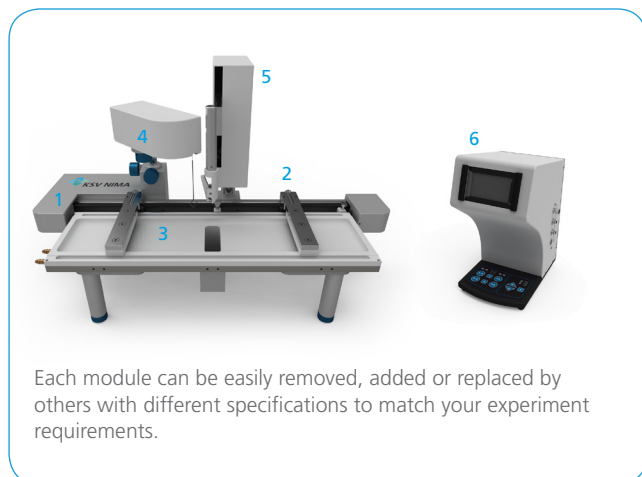 5
4
6
2
KSV NIMA
1
3
Each module can be easily removed, added or replaced by
others with different specifications to match your experiment
requirements.